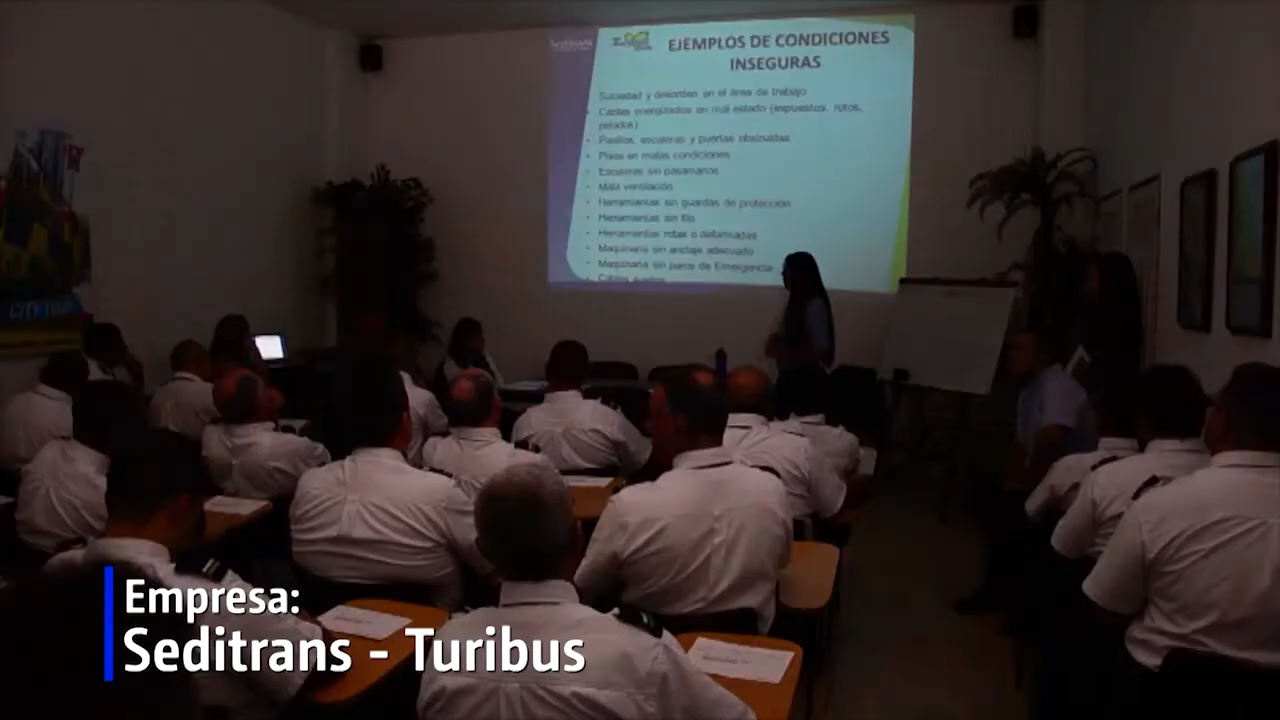 EJEMPLOS DE CONDICIONES
INSEGURAS
Suciedad y desorden en el área de trabajo
• Cables energizados en mal estado (expuestos, rotos,
pelados)
• Pasillos, escaleras y puertas obstruidas
• Pisos en malas condiciones
• Escaleras sin pasamanos
• Mala ventilación
• Herramientas sin guardas de protección
• Herramientas sin filo
• Herramientas rotas o deformadas
• Maquinaria sin anclaje adecuado
• Maquinaria sin paros de Emergencia
CITY TOUR
Empresa:
Seditrans - Turibus